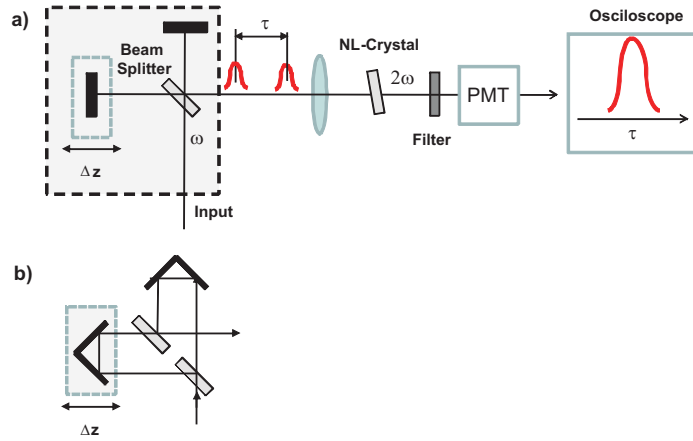 a)
Beam
Splitter
τ
NL-Crystal
2ω
Osciloscope
PMT
Filter
τ
ω
Δz
Input
b)
Δz